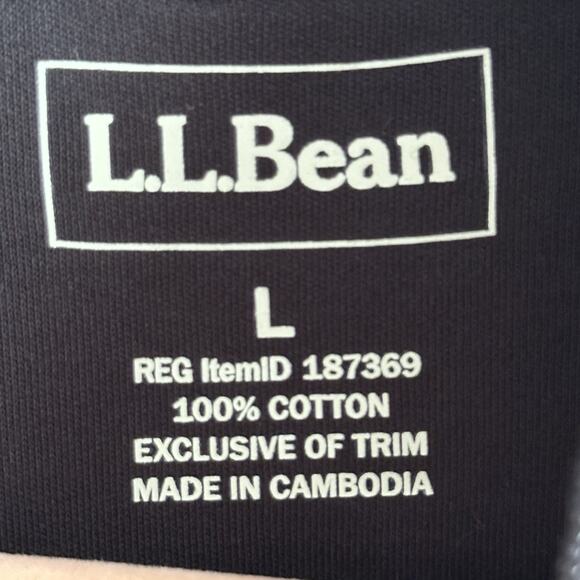 L.L.Bean
L
REG ItemID 187369
100% COTTON
EXCLUSIVE OF TRIM
MADE IN CAMBODIA